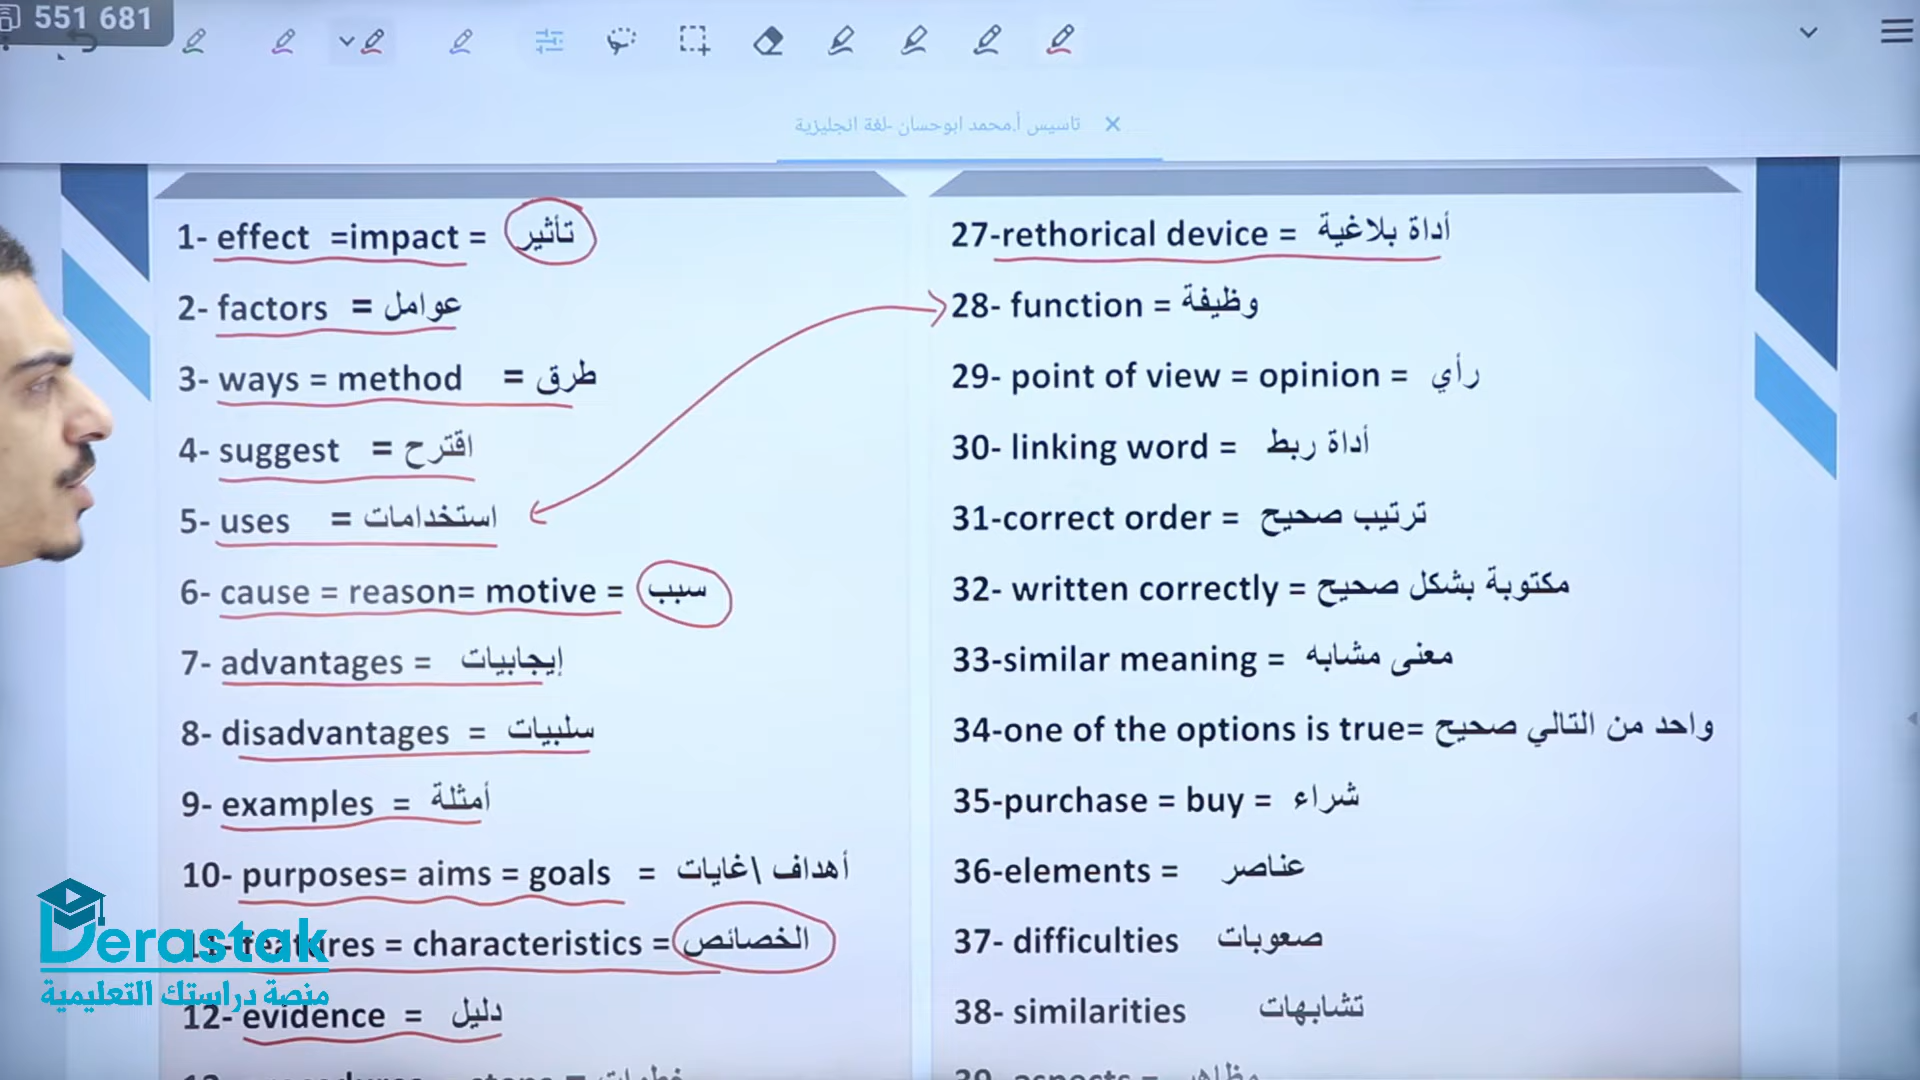 551 681
تاسيس أ.محمد ابوحسان -لغة انجليزية
1- effect =impact = تأثير
2- factors = عوامل
3- ways = method = طرق
4- suggest = اقترح
5- uses = استخدامات
6- cause = reason= motive = سبب
7- advantages = إيجابيات
8- disadvantages = سلبيات
9- examples = أمثلة
10- purposes= aims = goals = أهداف \غايات
11- features = characteristics = الخصائص
12- evidence = دليل
27-rethorical device = أداة بلاغية
28- function = وظيفة
29- point of view = opinion = رأي
30- linking word = أداة ربط
31-correct order = ترتيب صحيح
32- written correctly = مكتوبة بشكل صحيح
33-similar meaning = معنى مشابه
34-one of the options is true= واحد من التالي صحيح
35-purchase = buy = شراء
36-elements = عناصر
37- difficulties صعوبات
38- similarities تشابهات
39- aspects = مظاهر
Derastak
منصة دراستك التعليمية